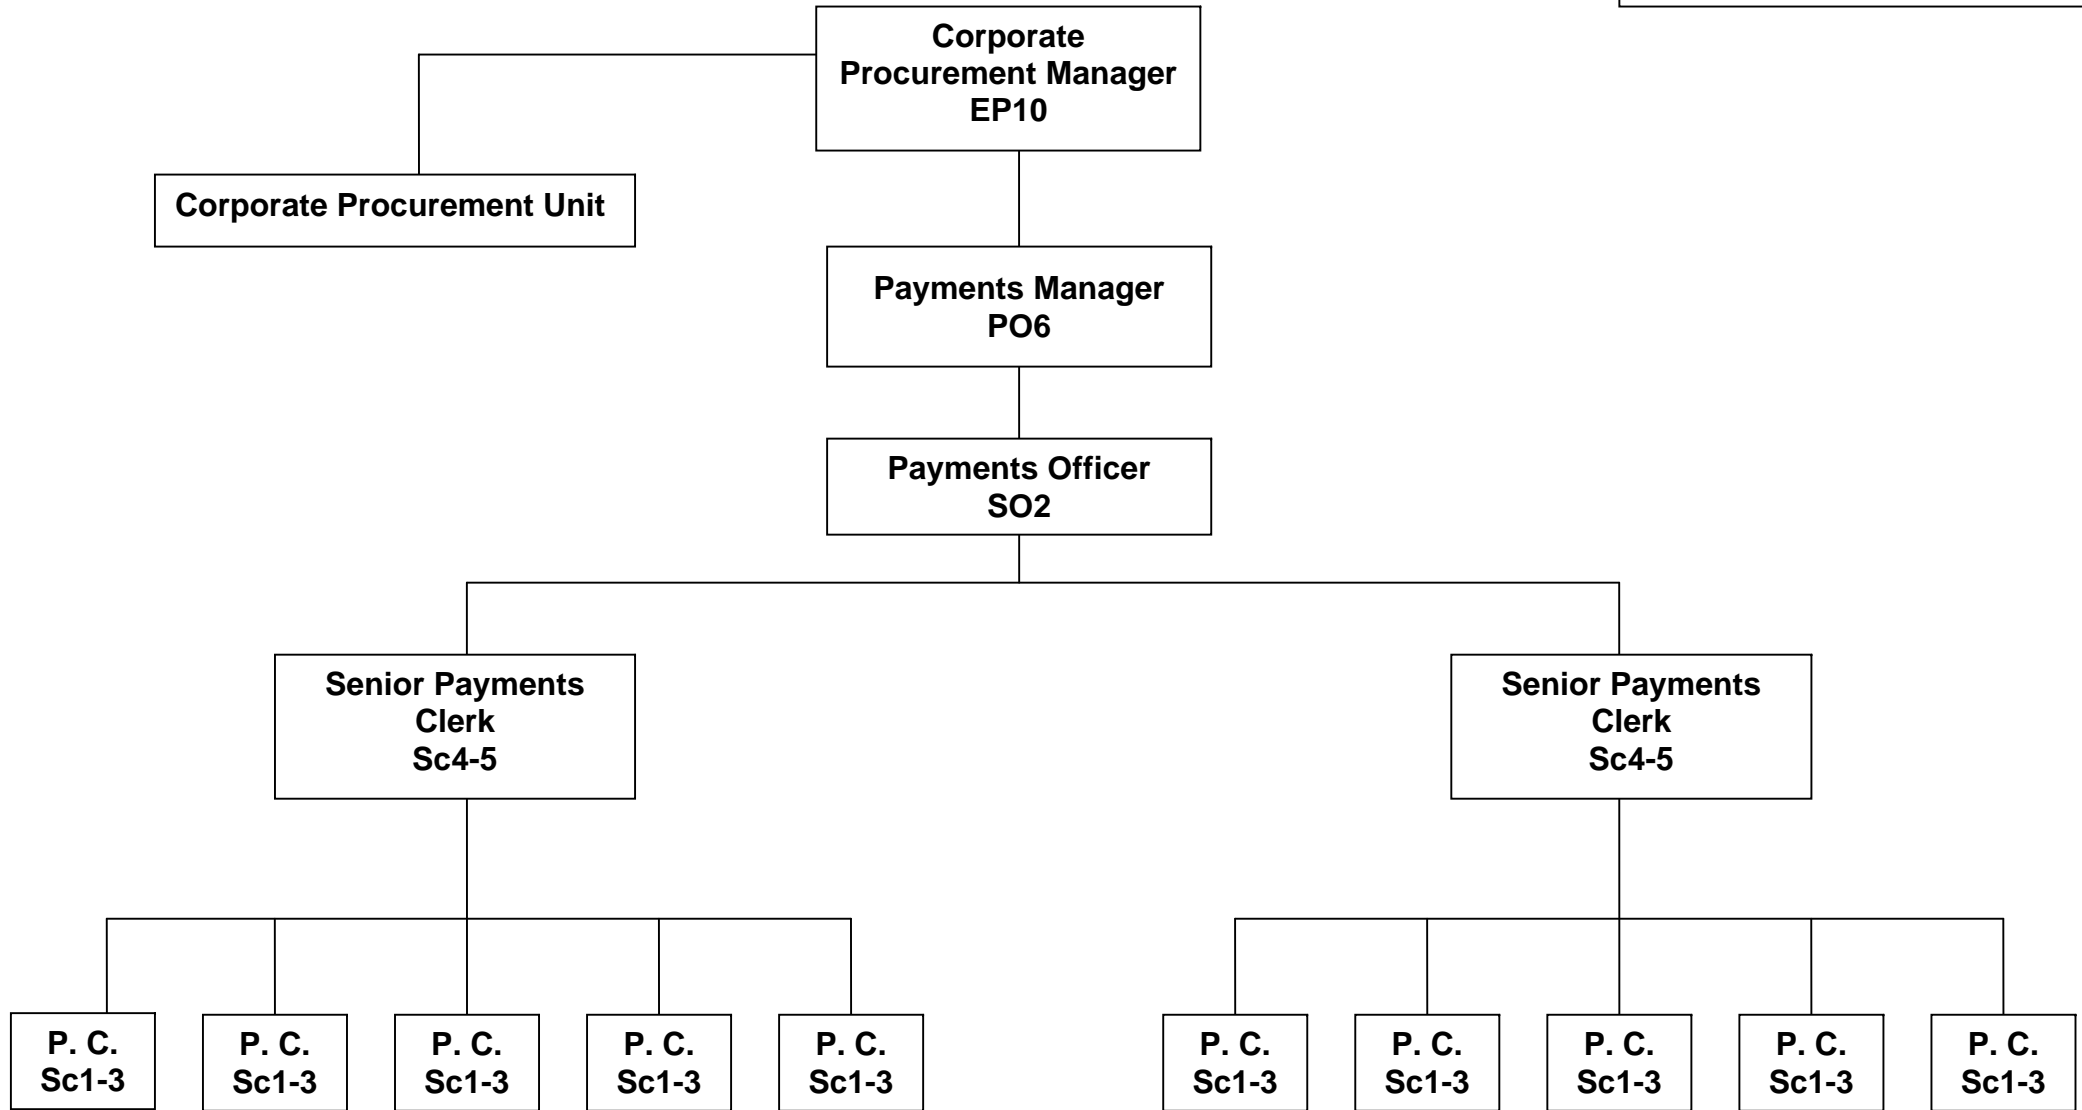 Corporate
Procurement Manager
EP10
Corporate Procurement Unit
Payments Manager
PO6
Payments Officer
SO2
Senior Payments
Clerk
Sc4-5
Senior Payments
Clerk
Sc4-5
P. C.
Sc1-3
P. C.
Sc1-3
P. C.
Sc1-3
P. C.
Sc1-3
P. C.
Sc1-3
P. C.
Sc1-3
P. C.
Sc1-3
P. C.
Sc1-3
P. C.
Sc1-3
P. C.
Sc1-3